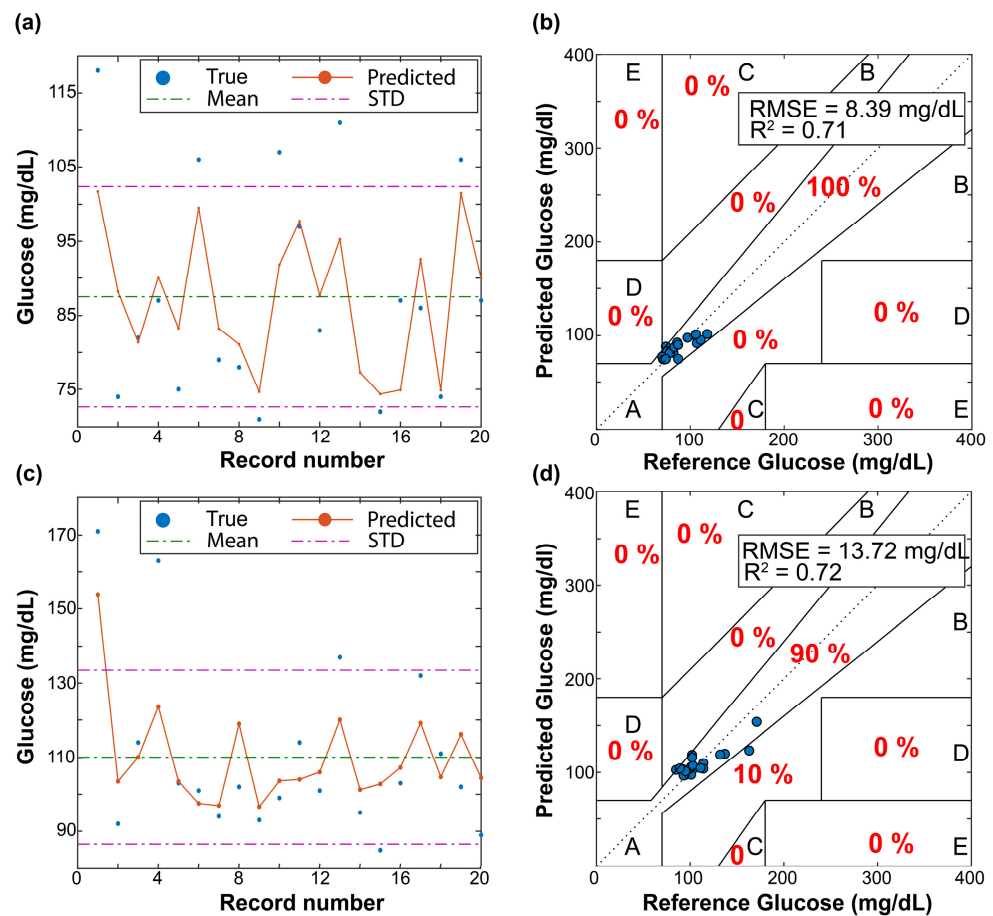 (a)
True
Predicted
Mean
STD
115
105
95
85
75
0
4
8
12
16
20
Glucose (mg/dL)
Record number
(b)
E
C
B
0 %
0 %
RMSE = 8.39 mg/dL
R² = 0.71
100 %
0 %
B
D
0 %
0 %
D
0 %
A
0
C
0 %
E
400
300
200
100
0
100
200
300
400
Predicted Glucose (mg/dl)
Reference Glucose (mg/dL)
(c)
True
Predicted
Mean
STD
170
150
130
110
90
0
4
8
12
16
20
Glucose (mg/dL)
Record number
(d)
E
C
B
0 %
0 %
RMSE = 13.72 mg/dL
R² = 0.72
0 %
90 %
B
D
0 %
0 %
D
10 %
A
0
C
0 %
E
400
300
200
100
0
100
200
300
400
Predicted Glucose (mg/dl)
Reference Glucose (mg/dL)